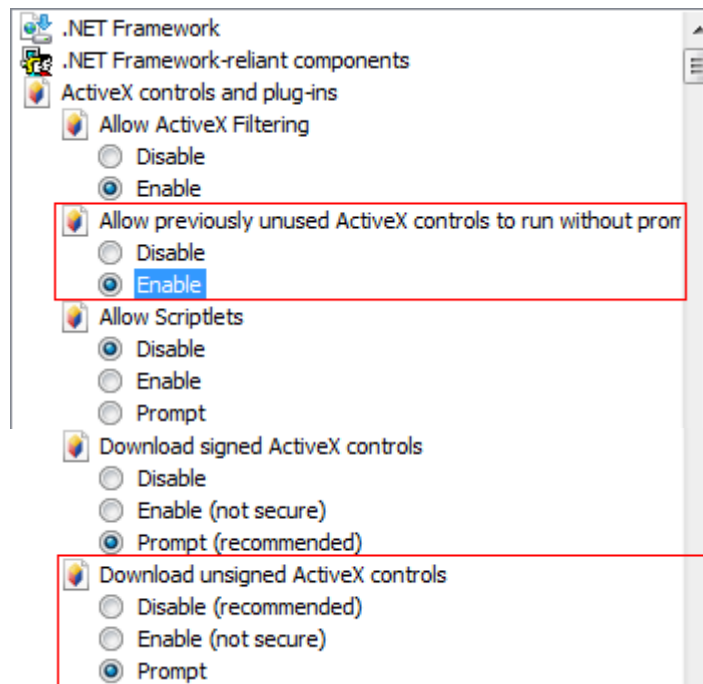 .NET Framework
.NET Framework-reliant components
ActiveX controls and plug-ins
Allow ActiveX Filtering
Disable
Enable
Allow previously unused ActiveX controls to run without prom
Disable
Enable
Allow Scriptlets
Disable
Enable
Prompt
Download signed ActiveX controls
Disable
Enable (not secure)
Prompt (recommended)
Download unsigned ActiveX controls
Disable (recommended)
Enable (not secure)
Prompt